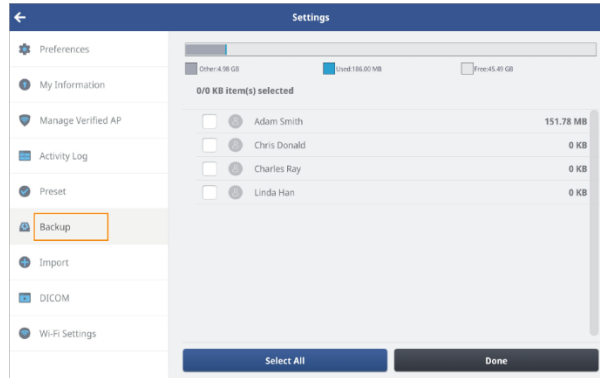 Settings
Preferences
My Information
Manage Verified AP
Activity Log
Preset
Backup
Import
DICOM
Wi-Fi Settings
Other:4.98 GB Used:186.00 MB Free:45.49 GB
0/0 KB item(s) selected
Adam Smith 151.78 MB
Chris Donald 0 KB
Charles Ray 0 KB
Linda Han 0 KB
Select All Done